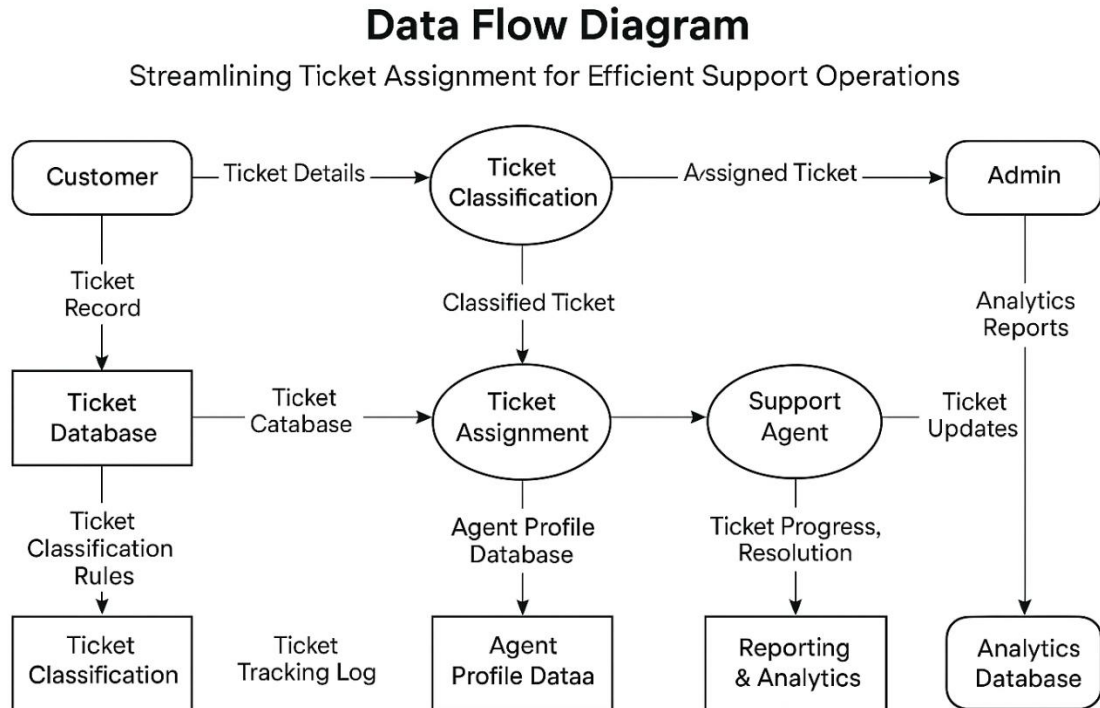 Data Flow Diagram
Streamlining Ticket Assignment for Efficient Support Operations
Customer
Ticket Details
Ticket
Classification
Assigned Ticket
Admin
Ticket
Record
Classified Ticket
Analytics
Reports
Ticket
Database
Ticket
Catabase
Ticket
Assignment
Support
Agent
Ticket
Updates
Ticket
Classification
Rules
Agent Profile
Database
Ticket Progress,
Resolution
Ticket
Classification
Ticket
Tracking Log
Agent
Profile Dataa
Reporting
& Analytics
Analytics
Database